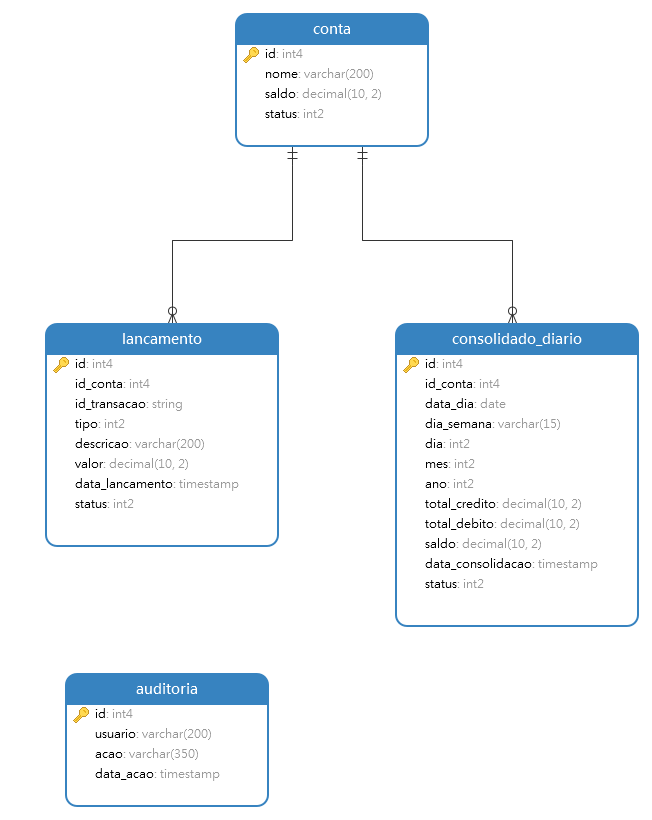 conta
id: int4
nome: varchar(200)
saldo: decimal(10, 2)
status: int2
lancamento
id: int4
id_conta: int4
id_transacao: string
tipo: int2
descricao: varchar(200)
valor: decimal(10, 2)
data_lancamento: timestamp
status: int2
consolidado_diario
id: int4
id_conta: int4
data_dia: date
dia_semana: varchar(15)
dia: int2
mes: int2
ano: int2
total_credito: decimal(10, 2)
total_debito: decimal(10, 2)
saldo: decimal(10, 2)
data_consolidacao: timestamp
status: int2
auditoria
id: int4
usuario: varchar(200)
acao: varchar(350)
data_acao: timestamp